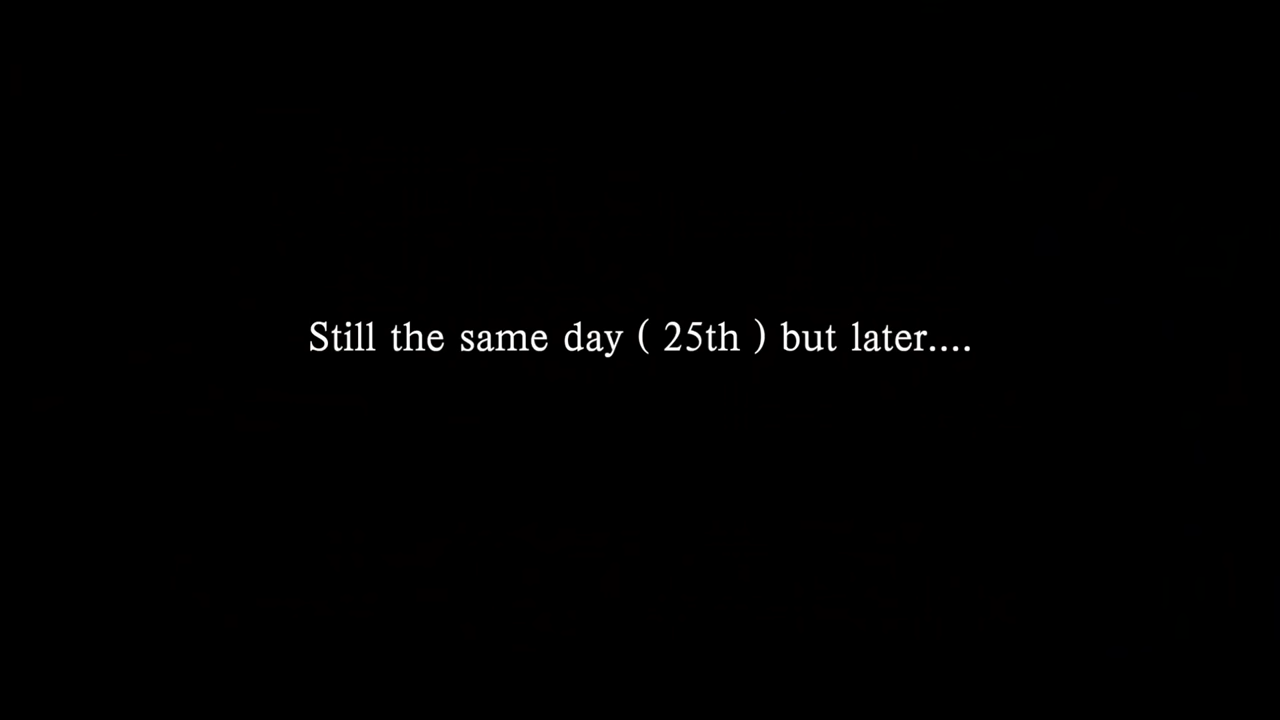 Still the same day ( 25th ) but later....